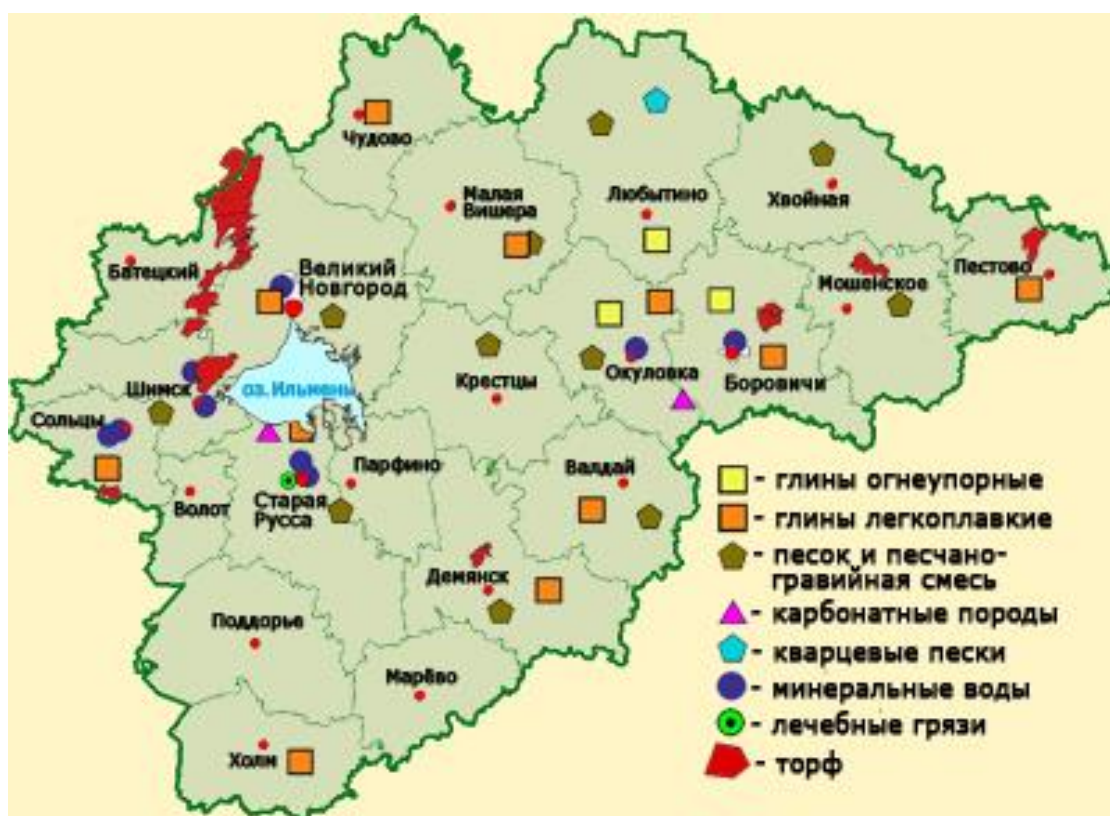 Чудово
Малая
Вишера
Любытино
Хвойная
Батецкий
Великий
Новгород
Мошенское
Пестово
Шимск
оз. Ильмень
Крестцы
Окуловка
Боровичи
Сольцы
Волот
Старая
Русса
Парфино
Валдай
Демянск
Поддорье
Марёво
Холм
- глины огнеупорные
- глины легкоплавкие
- песок и песчано-
гравийная смесь
- карбонатные породы
- кварцевые пески
- минеральные воды
- лечебные грязи
- торф